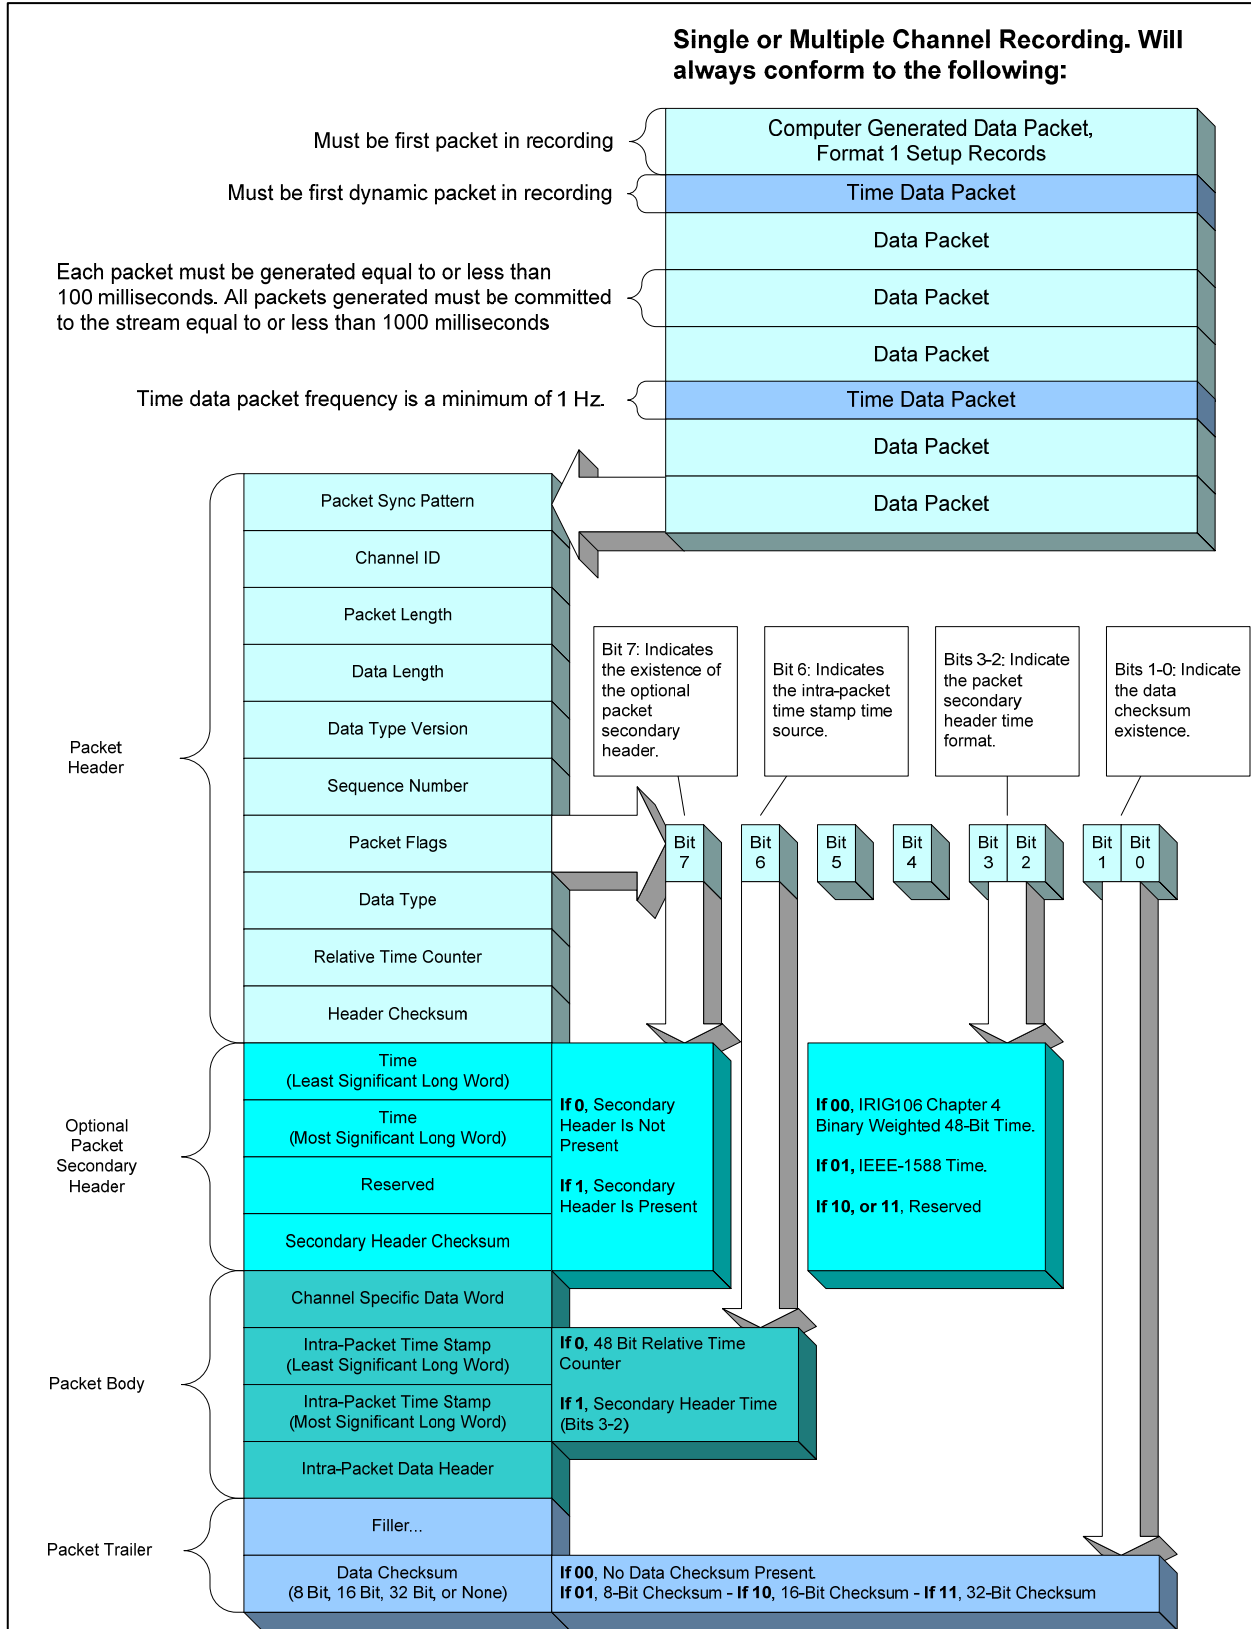 Single or Multiple Channel Recording. Will
always conform to the following:
Must be first packet in recording
Computer Generated Data Packet,
Format 1 Setup Records
Must be first dynamic packet in recording
Time Data Packet
Data Packet
Each packet must be generated equal to or less than
100 milliseconds. All packets generated must be committed
to the stream equal to or less than 1000 milliseconds
Data Packet
Data Packet
Time data packet frequency is a minimum of 1 Hz.
Time Data Packet
Data Packet
Data Packet
Packet
Header
Packet Sync Pattern
Channel ID
Packet Length
Data Length
Data Type Version
Sequence Number
Packet Flags
Data Type
Relative Time Counter
Header Checksum
Bit 7: Indicates
the existence of
the optional
packet
secondary
header.
Bit 6: Indicates
the intra-packet
time stamp time
source.
Bits 3-2: Indicate
the packet
secondary
header time
format.
Bits 1-0: Indicate
the data
checksum
existence.
Bit
7
Bit
6
Bit
5
Bit
4
Bit
3
Bit
2
Bit
1
Bit
0
Optional
Packet
Secondary
Header
Time
(Least Significant Long Word)
Time
(Most Significant Long Word)
Reserved
Secondary Header Checksum
If 0, Secondary
Header Is Not
Present
If 1, Secondary
Header Is Present
If 00, IRIG106 Chapter 4
Binary Weighted 48-Bit Time.
If 01, IEEE-1588 Time.
If 10, or 11, Reserved
Packet Body
Channel Specific Data Word
Intra-Packet Time Stamp
(Least Significant Long Word)
Intra-Packet Time Stamp
(Most Significant Long Word)
Intra-Packet Data Header
If 0, 48 Bit Relative Time
Counter
If 1, Secondary Header Time
(Bits 3-2)
Packet Trailer
Filler...
Data Checksum
(8 Bit, 16 Bit, 32 Bit, or None)
If 00, No Data Checksum Present.
If 01, 8-Bit Checksum - If 10, 16-Bit Checksum - If 11, 32-Bit Checksum